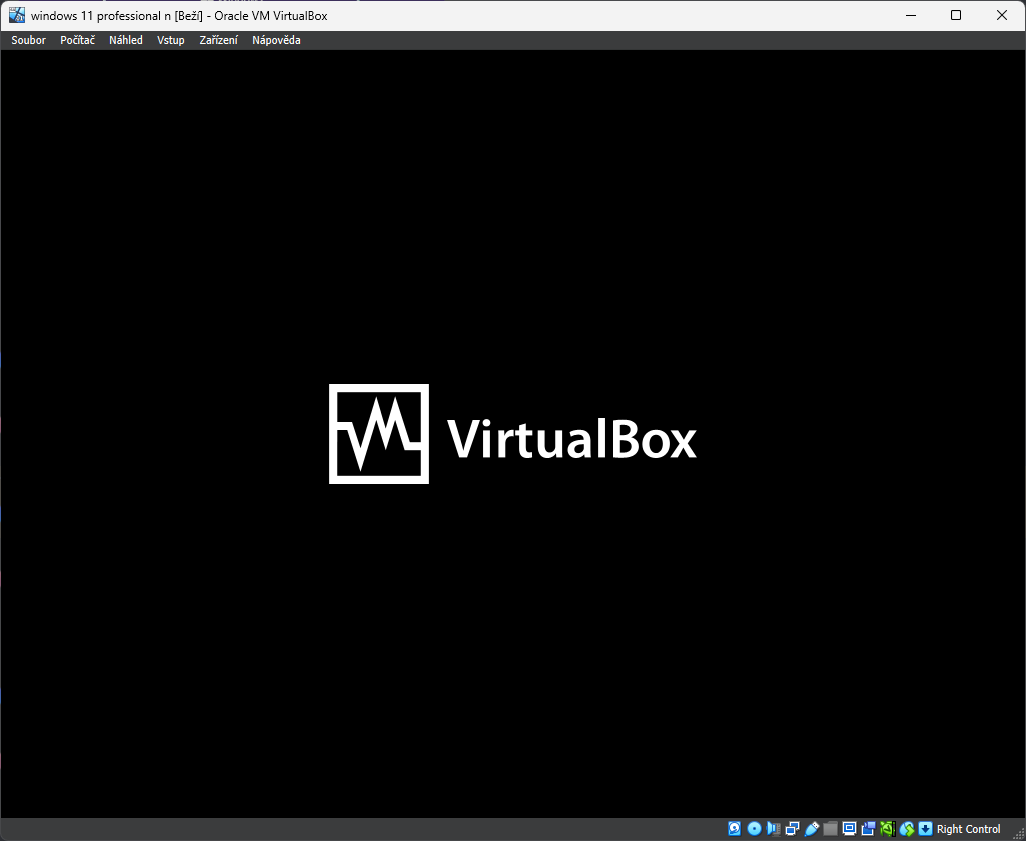 windows 11 professional n [Beží] - Oracle VM VirtualBox
Soubor Počítač Náhled Vstup Zařízení Nápověda
VirtualBox
Right Control